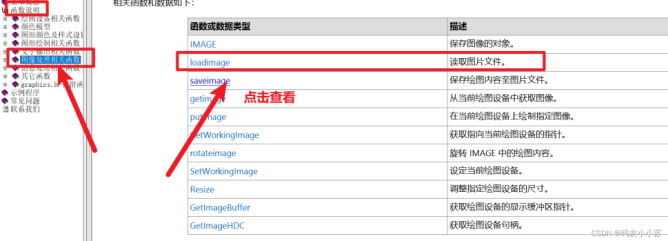 函数说明
绘图设备相关函数
颜色模型
图形颜色及样式设
图形绘制相关函数
文字输出相关函数
图像处理相关函数
其它函数
graphics.h
示例程序
常见问题
联系我们
相关函数和数据如下：
函数或数据类型 描述
IMAGE 保存图像的对象。
loadimage 读取图片文件。
saveimage 保存绘图内容至图片文件。
getimage 从当前绘图设备中获取图像。
putimage 在当前绘图设备上绘制指定图像。
GetWorkingImage 获取指向当前绘图设备的指针。
rotateimage 旋转 IMAGE 中的绘图内容。
SetWorkingImage 设定当前绘图设备。
Resize 调整指定绘图设备的尺寸。
GetImageBuffer 获取绘图设备的显示缓冲区指针。
GetImageHDC 获取绘图设备句柄。
点击查看
CSDN @码农小小苏